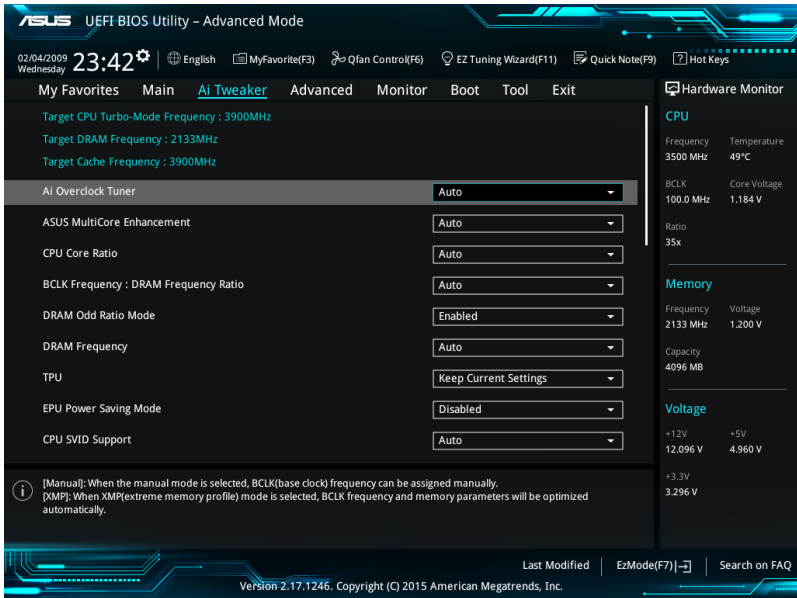 ASUS UEFI BIOS Utility – Advanced Mode
02/04/2009
Wednesday
23:42
English
MyFavorite(F3)
Qfan Control(F6)
EZ Tuning Wizard(F11)
Quick Note(F9)
? Hot Keys
My Favorites Main Ai Tweaker Advanced Monitor Boot Tool Exit
Target CPU Turbo-Mode Frequency : 3900MHz
Target DRAM Frequency : 2133MHz
Target Cache Frequency : 3900MHz
Ai Overclock Tuner Auto
ASUS MultiCore Enhancement Auto
CPU Core Ratio Auto
BCLK Frequency : DRAM Frequency Ratio Auto
DRAM Odd Ratio Mode Enabled
DRAM Frequency Auto
TPU Keep Current Settings
EPU Power Saving Mode Disabled
CPU SVID Support Auto
[Manual]: When the manual mode is selected, BCLK(base clock) frequency can be assigned manually.
[XMP]: When XMP(extreme memory profile) mode is selected, BCLK frequency and memory parameters will be optimized
automatically.
Hardware Monitor
CPU
Frequency Temperature
3500 MHz 49°C
BCLK Core Voltage
100.0 MHz 1.184 V
Ratio
35x
Memory
Frequency Voltage
2133 MHz 1.200 V
Capacity
4096 MB
Voltage
+12V +5V
12.096 V 4.960 V
+3.3V
3.296 V
Last Modified
EzMode(F7)
Search on FAQ
Version 2.17.1246. Copyright (C) 2015 American Megatrends, Inc.